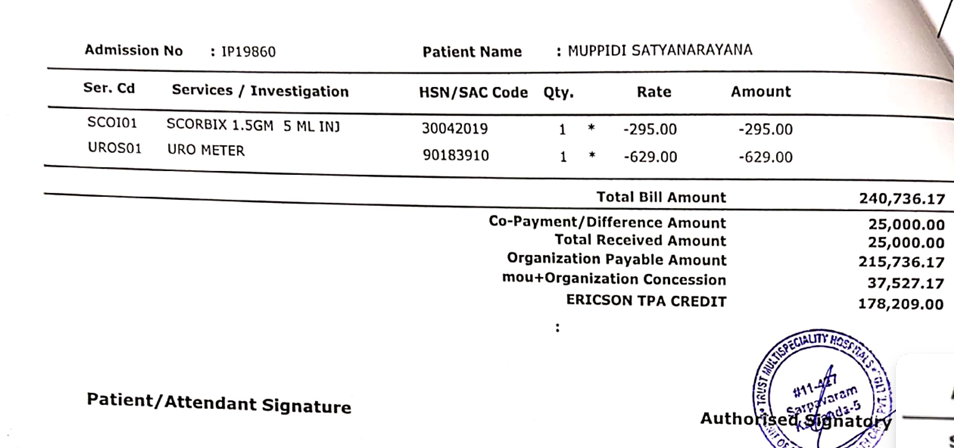 Admission No : IP19860 Patient Name : MUPPIDI SATYANARAYANA
Ser. Cd Services / Investigation HSN/SAC Code Qty. Rate Amount
SCOI01 SCORBIX 1.5GM 5 ML INJ 30042019 1 * -295.00 -295.00
UROS01 URO METER 90183910 1 * -629.00 -629.00
Total Bill Amount 240,736.17
Co-Payment/Difference Amount 25,000.00
Total Received Amount 25,000.00
Organization Payable Amount 215,736.17
mou+Organization Concession 37,527.17
ERICSON TPA CREDIT 178,209.00
:
TRUST MULTISPECIALITY HOSPITALS
#11-427
Sarpavaram
Patient/Attendant Signature
Authorised Signatory